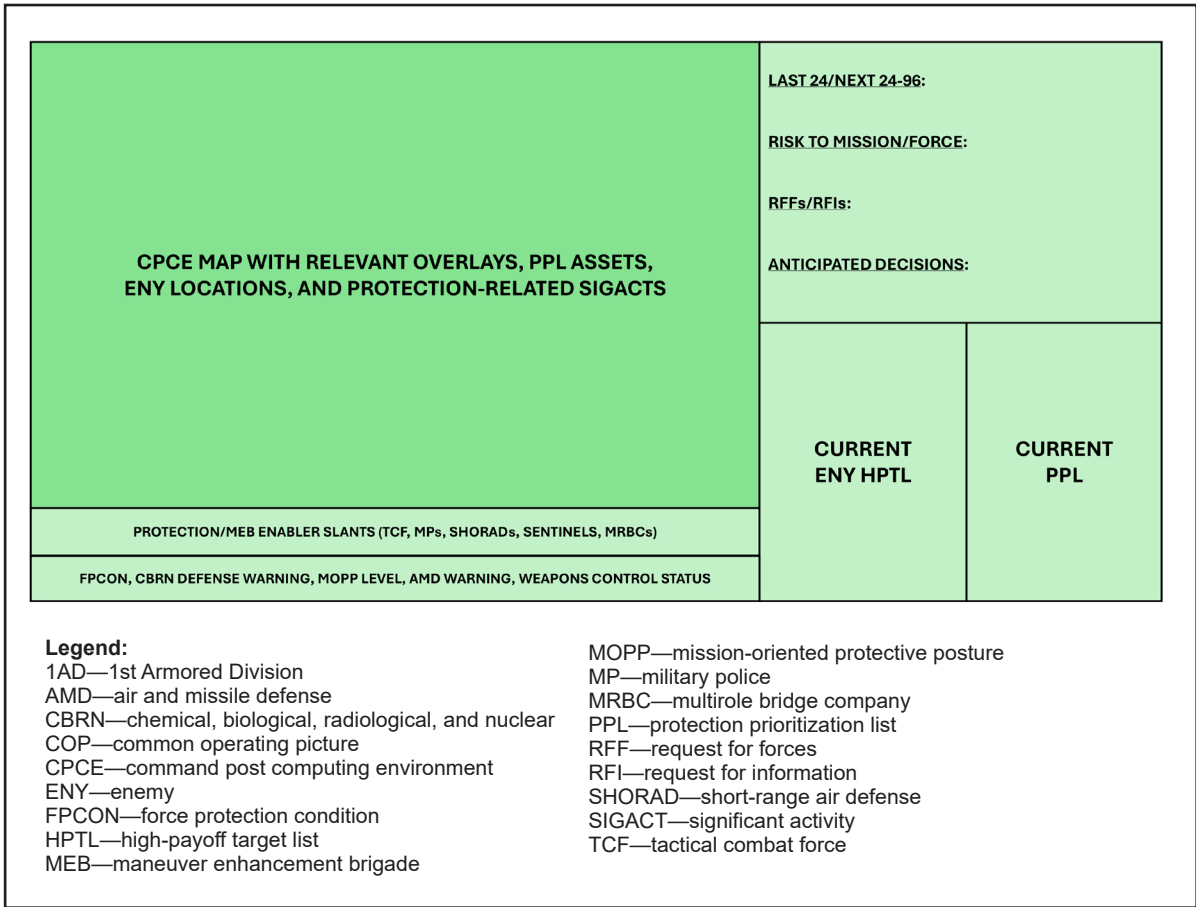 CPCE MAP WITH RELEVANT OVERLAYS, PPL ASSETS,
ENY LOCATIONS, AND PROTECTION-RELATED SIGACTS
PROTECTION/MEB ENABLER SLANTS (TCF, MPs, SHORADs, SENTINELS, MRBCs)
FPCON, CBRN DEFENSE WARNING, MOPP LEVEL, AMD WARNING, WEAPONS CONTROL STATUS
LAST 24/NEXT 24-96:
RISK TO MISSION/FORCE:
RFFs/RFIs:
ANTICIPATED DECISIONS:
CURRENT
ENY HPTL
CURRENT
PPL
Legend:
1AD—1st Armored Division
AMD—air and missile defense
CBRN—chemical, biological, radiological, and nuclear
COP—common operating picture
CPCE—command post computing environment
ENY—enemy
FPCON—force protection condition
HPTL—high-payoff target list
MEB—maneuver enhancement brigade
MOPP—mission-oriented protective posture
MP—military police
MRBC—multirole bridge company
PPL—protection prioritization list
RFF—request for forces
RFI—request for information
SHORAD—short-range air defense
SIGACT—significant activity
TCF—tactical combat force